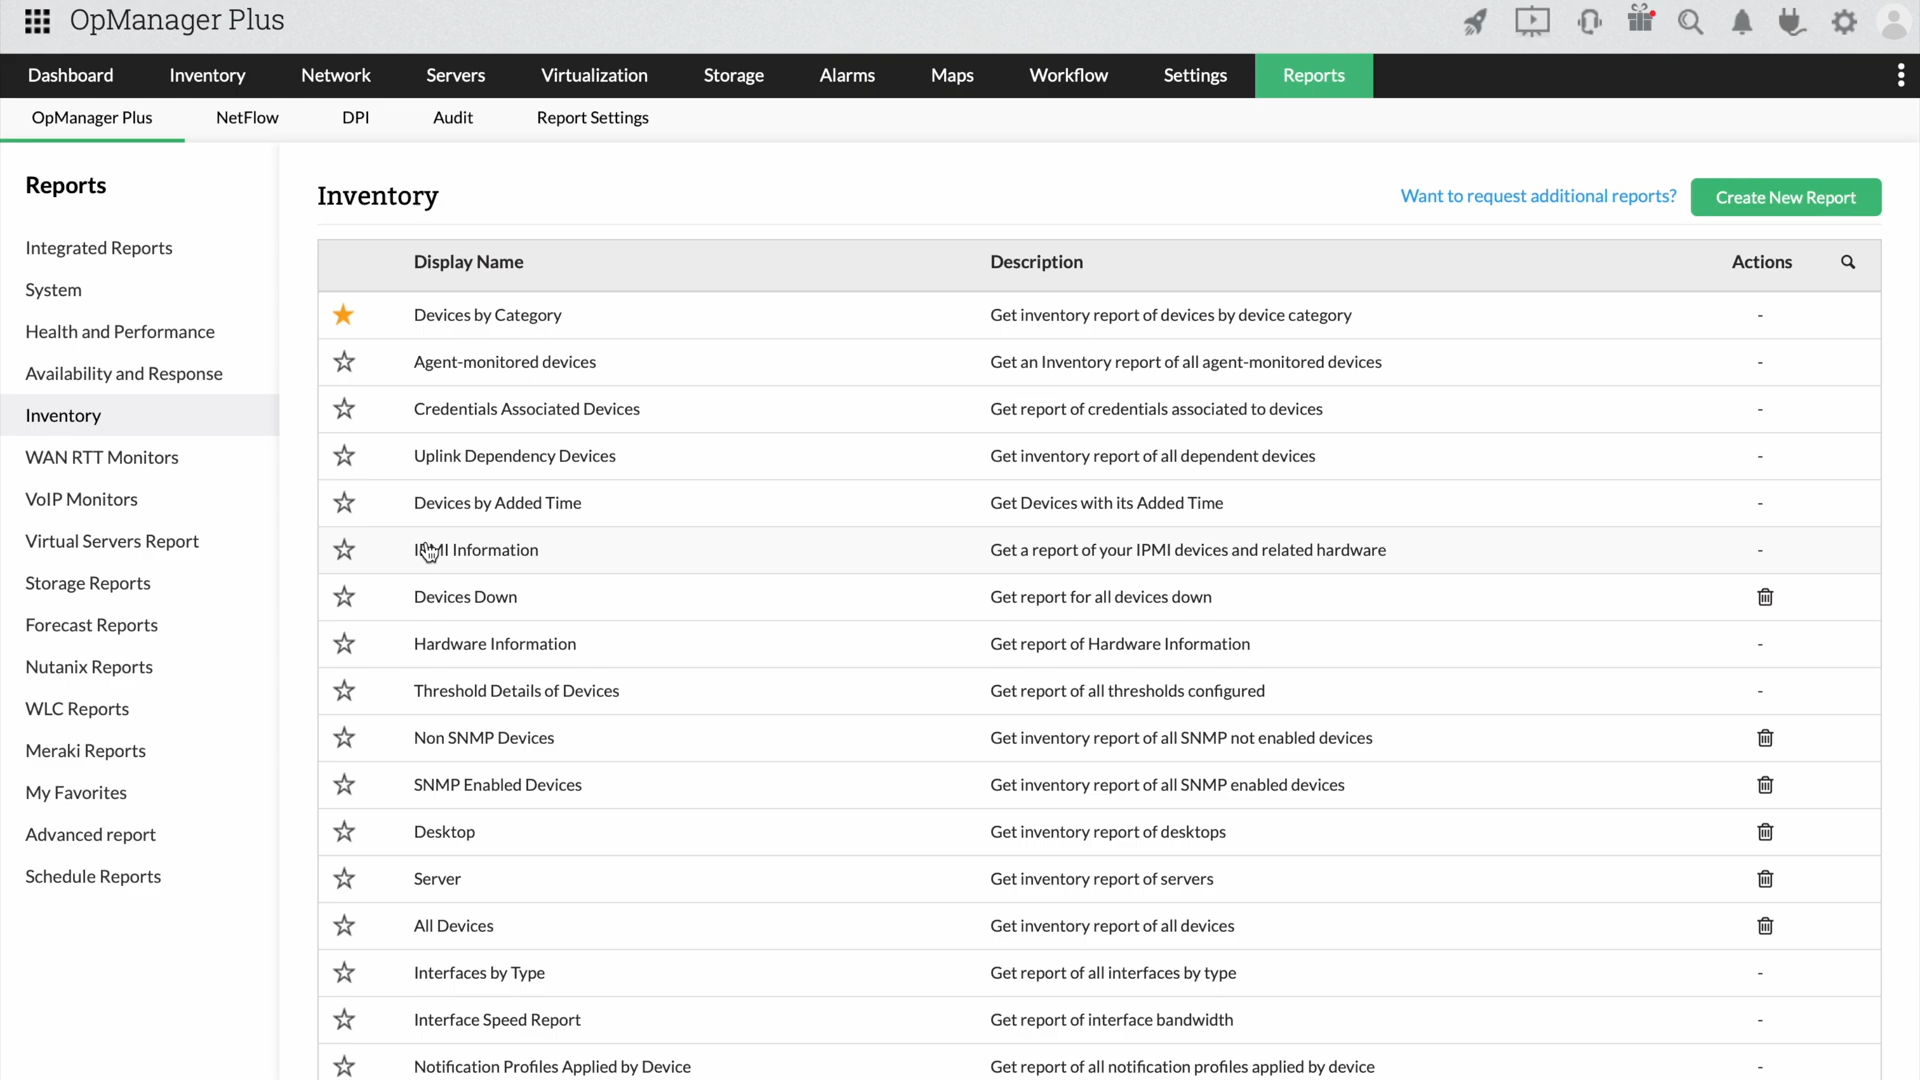 OpManager Plus
Dashboard Inventory Network Servers Virtualization Storage Alarms Maps Workflow Settings Reports
OpManager Plus NetFlow DPI Audit Report Settings
Reports
Integrated Reports
System
Health and Performance
Availability and Response
Inventory
WAN RTT Monitors
VoIP Monitors
Virtual Servers Report
Storage Reports
Forecast Reports
Nutanix Reports
WLC Reports
Meraki Reports
My Favorites
Advanced report
Schedule Reports
Inventory
Want to request additional reports? Create New Report
Display Name Description Actions
Devices by Category Get inventory report of devices by device category -
Agent-monitored devices Get an Inventory report of all agent-monitored devices -
Credentials Associated Devices Get report of credentials associated to devices -
Uplink Dependency Devices Get inventory report of all dependent devices -
Devices by Added Time Get Devices with its Added Time -
IPMI Information Get a report of your IPMI devices and related hardware -
Devices Down Get report for all devices down
Hardware Information Get report of Hardware Information -
Threshold Details of Devices Get report of all thresholds configured -
Non SNMP Devices Get inventory report of all SNMP not enabled devices
SNMP Enabled Devices Get inventory report of all SNMP enabled devices
Desktop Get inventory report of desktops
Server Get inventory report of servers
All Devices Get inventory report of all devices
Interfaces by Type Get report of all interfaces by type -
Interface Speed Report Get report of interface bandwidth -
Notification Profiles Applied by Device Get report of all notification profiles applied by device -